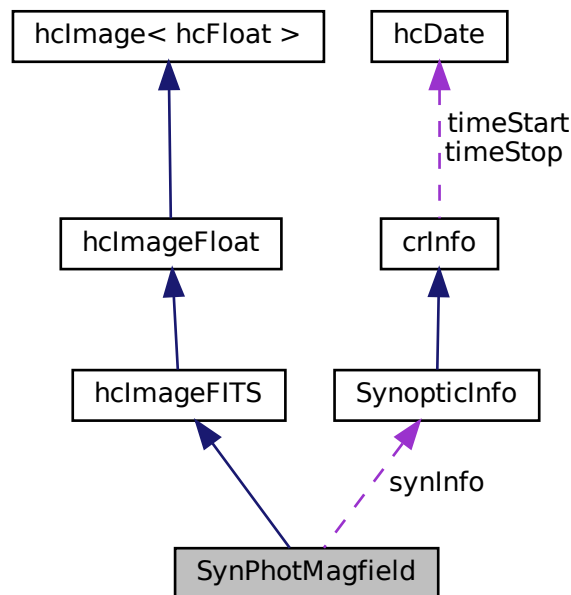 hcImage< hcFloat >
hcDate
timeStart
timeStop
hcImageFloat
crInfo
hcImageFITS
SynopticInfo
synInfo
SynPhotMagfield